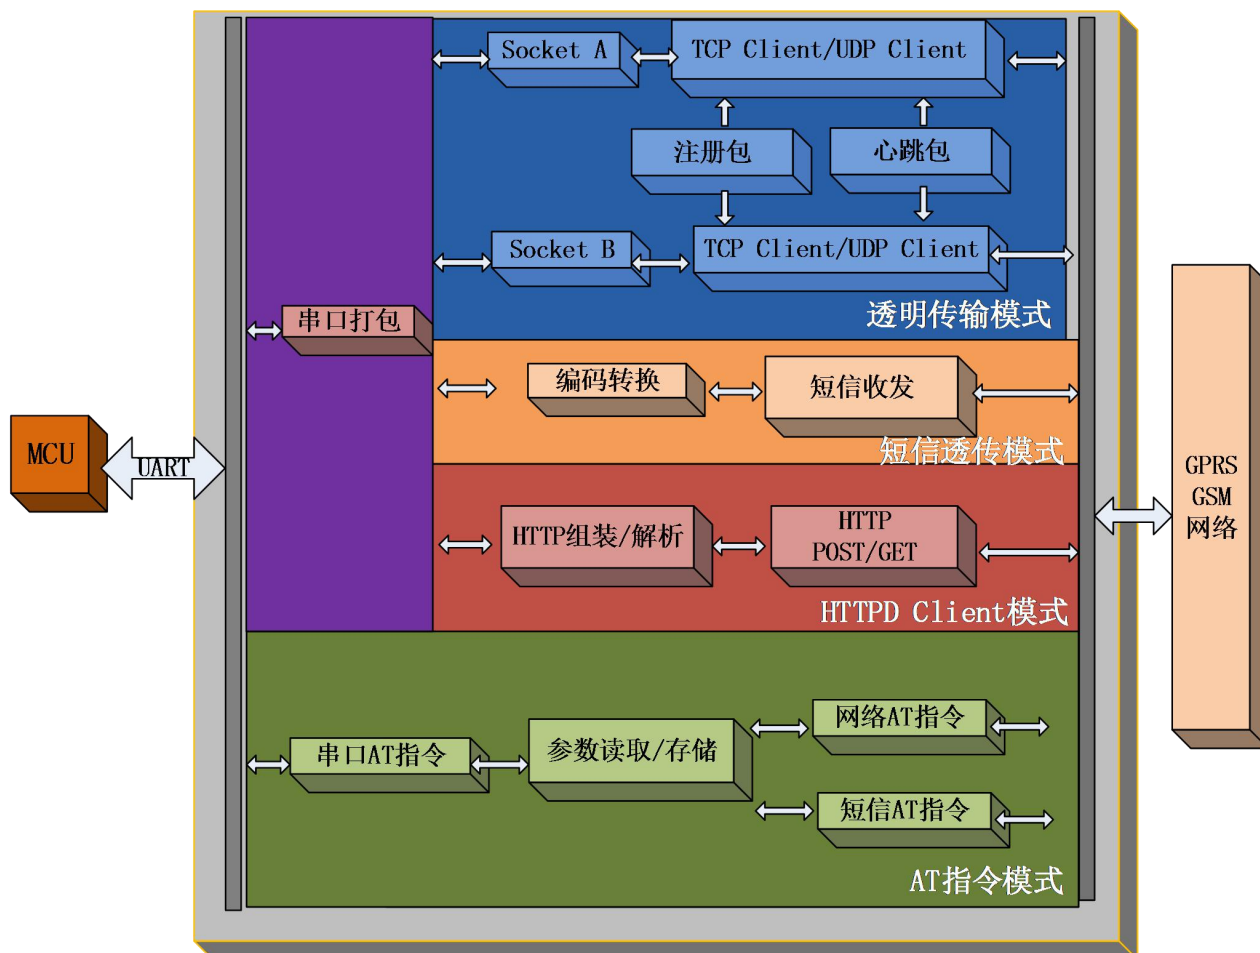 Socket A
TCP Client/UDP Client
注册包
心跳包
Socket B
TCP Client/UDP Client
透明传输模式
串口打包
编码转换
短信收发
短信透传模式
MCU
UART
HTTP组装/解析
HTTP
POST/GET
HTTPD Client模式
GPRS
GSM
网络
串口AT指令
参数读取/存储
网络AT指令
短信AT指令
AT指令模式